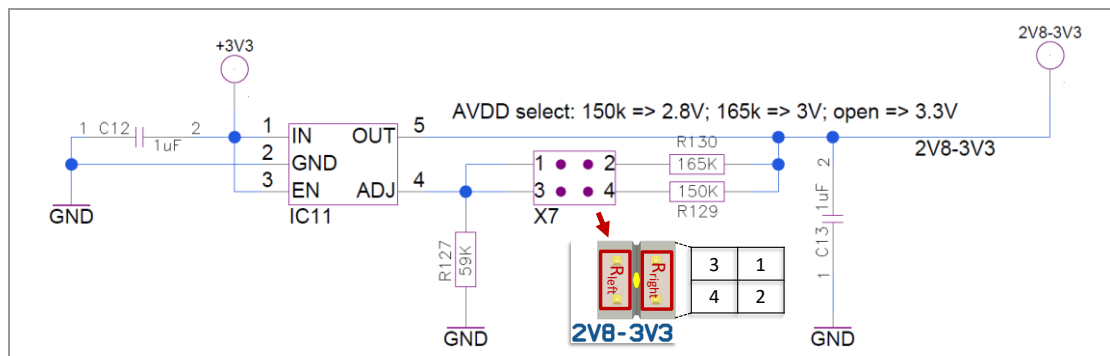 +3V3
2V8-3V3
AVDD select: 150k => 2.8V; 165k => 3V; open => 3.3V
1 C12 2
1uF
1 IN OUT 5
2 GND
3 EN ADJ 4
IC11
GND
R130
1 2 165K
3 4 150K
R129
X7
2V8-3V3
R127
59K
GND
Rleft
Rright
2V8-3V3
3 1
4 2
2
1uF
C13
1
GND